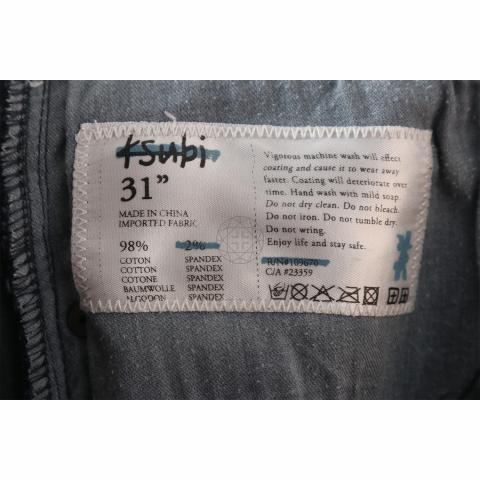 ksubi
31”
MADE IN CHINA
IMPORTED FABRIC
98% 2%
COTON SPANDEX
COTTON SPANDEX
COTONE SPANDEX
BAUMWOLLE SPANDEX
ALGODON SPANDEX
Vigorous machine wash will effect
coating and cause it to wear away
faster. Coating will deteriorate over
time. Hand wash with mild soap.
Do not dry clean. Do not bleach.
Do not iron. Do not tumble dry.
Do not wring.
Enjoy life and stay safe.
R/N#109670
C/A #23359